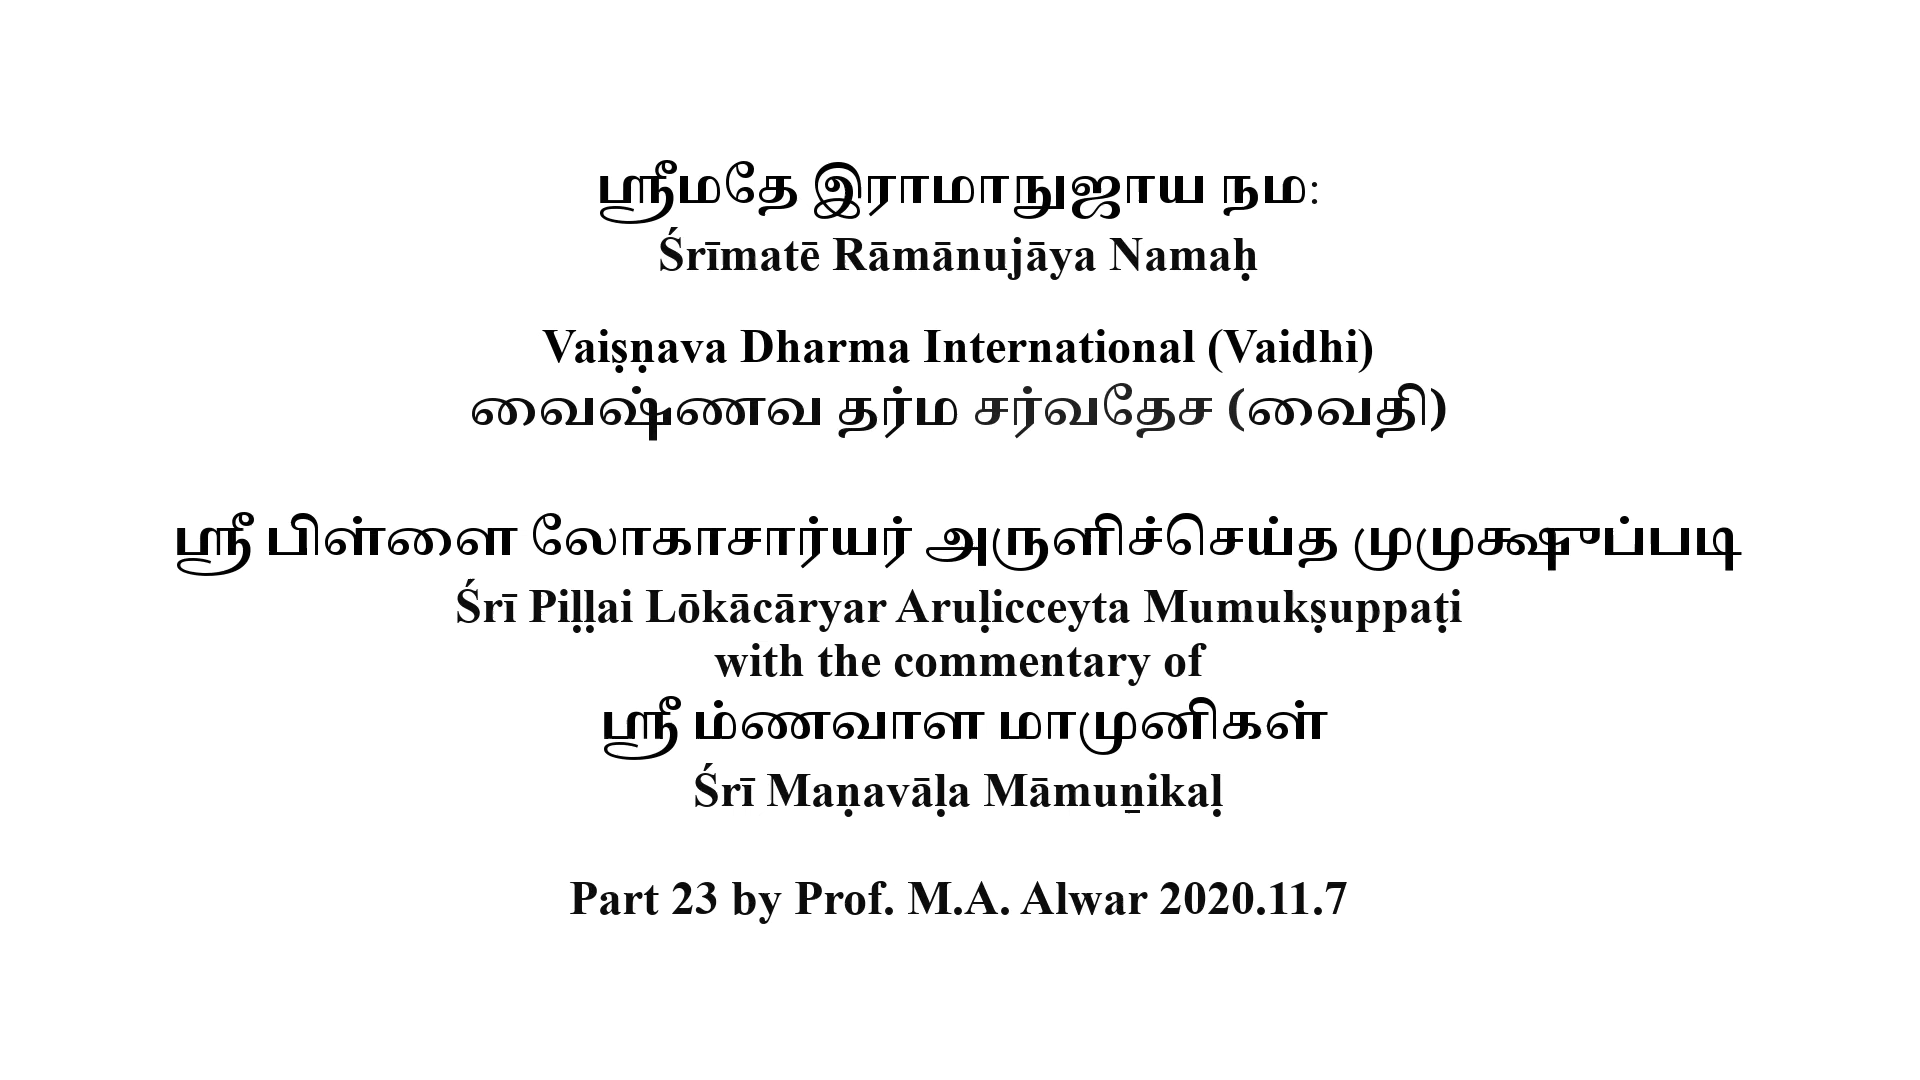 ஸ்ரீமதே இராமாநுஜாய நம:
Śrīmatē Rāmānujāya Namaḥ
Vaiṣṇava Dharma International (Vaidhi)
வைஷ்ணவ தர்ம சர்வதேச (வைதி)
ஸ்ரீ பிள்ளை லோகாசார்யர் அருளிச்செய்த முமுக்ஷுப்படி
Śrī Piḷḷai Lōkācāryar Aruḷicceyta Mumukṣuppaṭi
with the commentary of
ஸ்ரீ ம்ணவாள மாமுனிகள்
Śrī Maṇavāḷa Māmuṉikaḷ
Part 23 by Prof. M.A. Alwar 2020.11.7